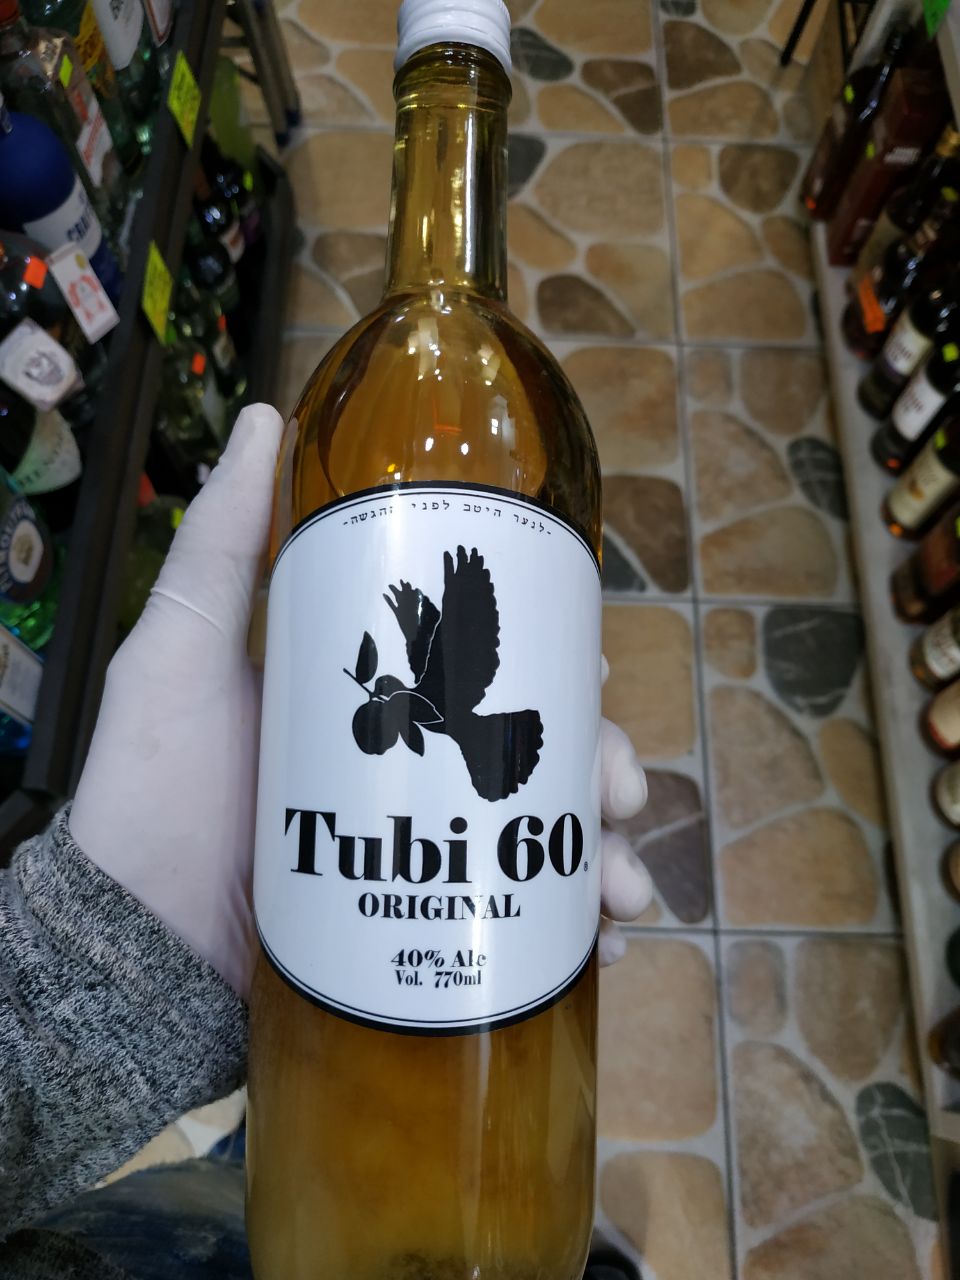 -לנער היטב לפני ההגשה-
Tubi 60®
ORIGINAL
40% Alc
Vol. 770ml